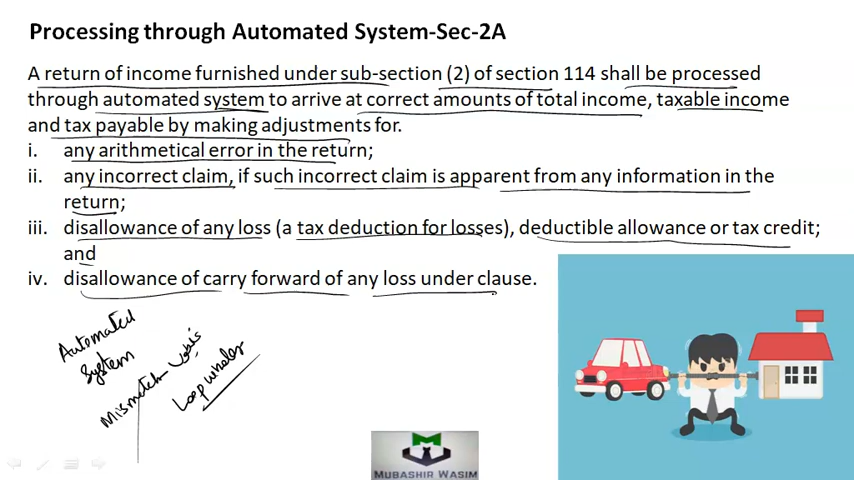 Processing through Automated System-Sec-2A
A return of income furnished under sub-section (2) of section 114 shall be processed
through automated system to arrive at correct amounts of total income, taxable income
and tax payable by making adjustments for.
i. any arithmetical error in the return;
ii. any incorrect claim, if such incorrect claim is apparent from any information in the
return;
iii. disallowance of any loss (a tax deduction for losses), deductible allowance or tax credit;
and
iv. disallowance of carry forward of any loss under clause.
Automated
System
Mismatch
Loop wholes
MUBASHIR WASIM